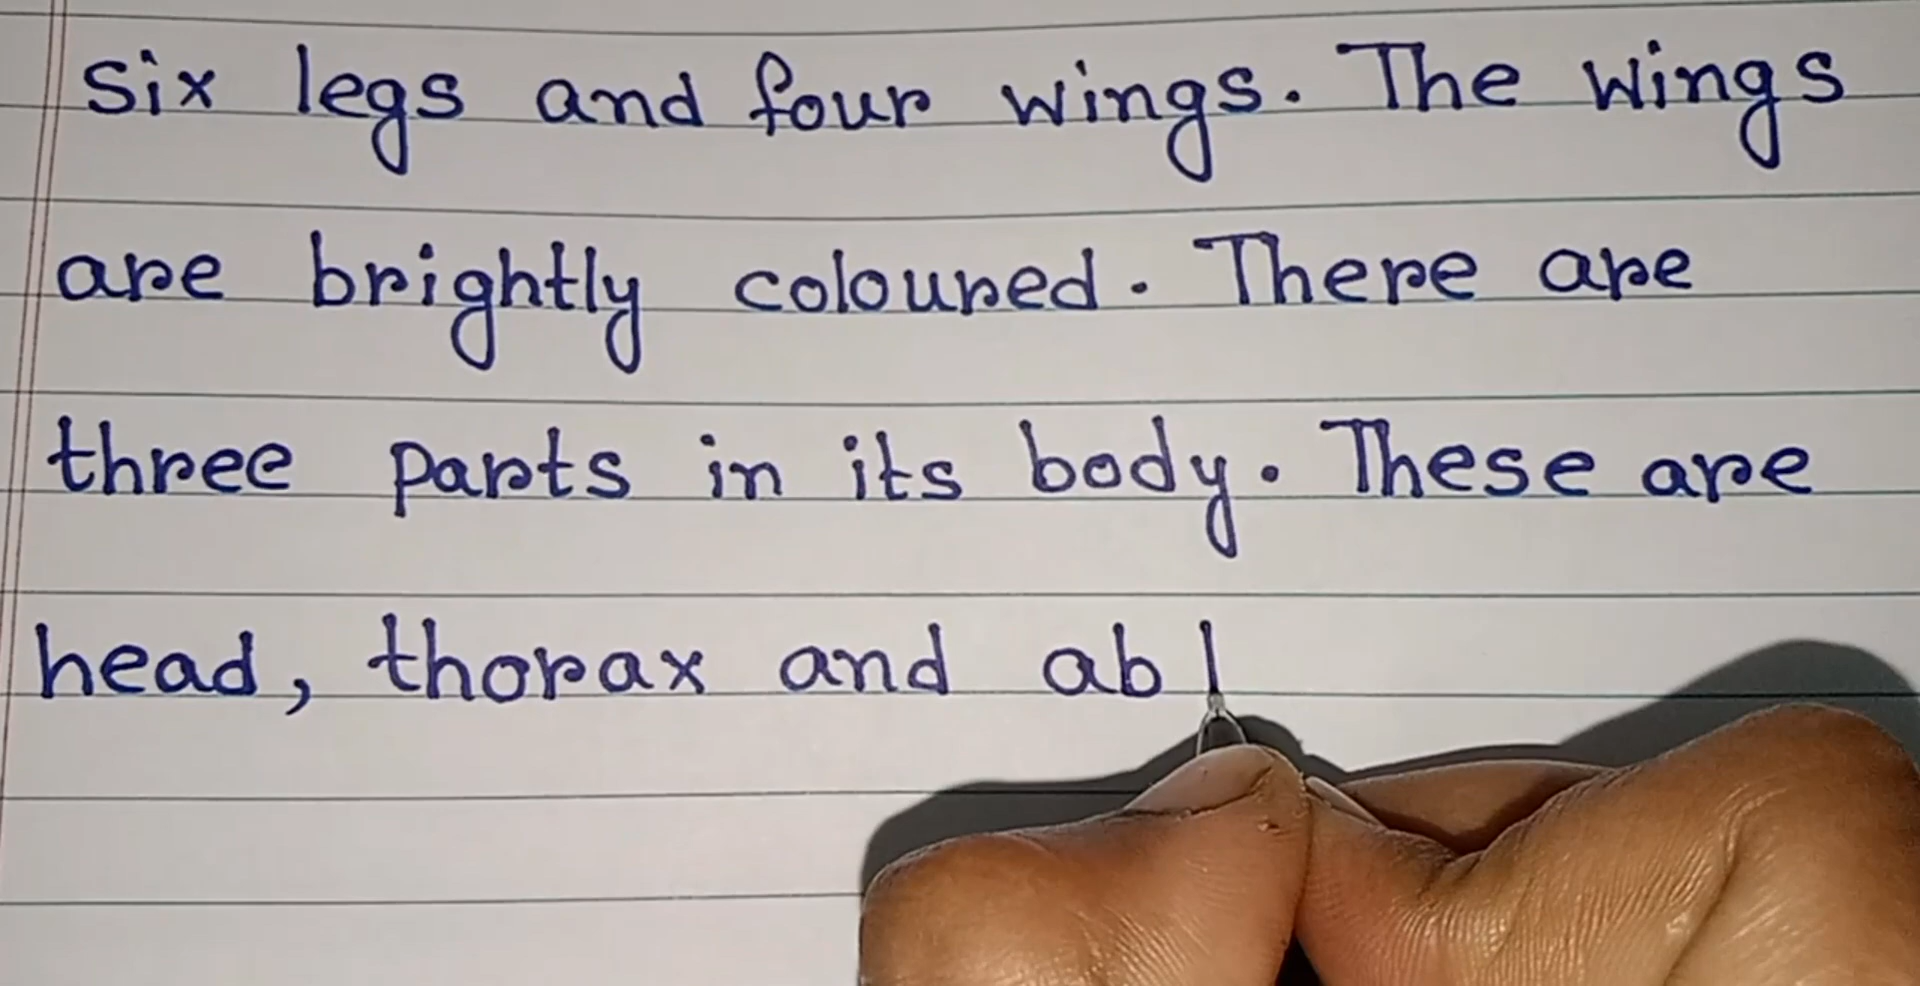 six legs and four wings. The wings
are brightly coloured. There are
three parts in its body. These are
head, thorax and ab